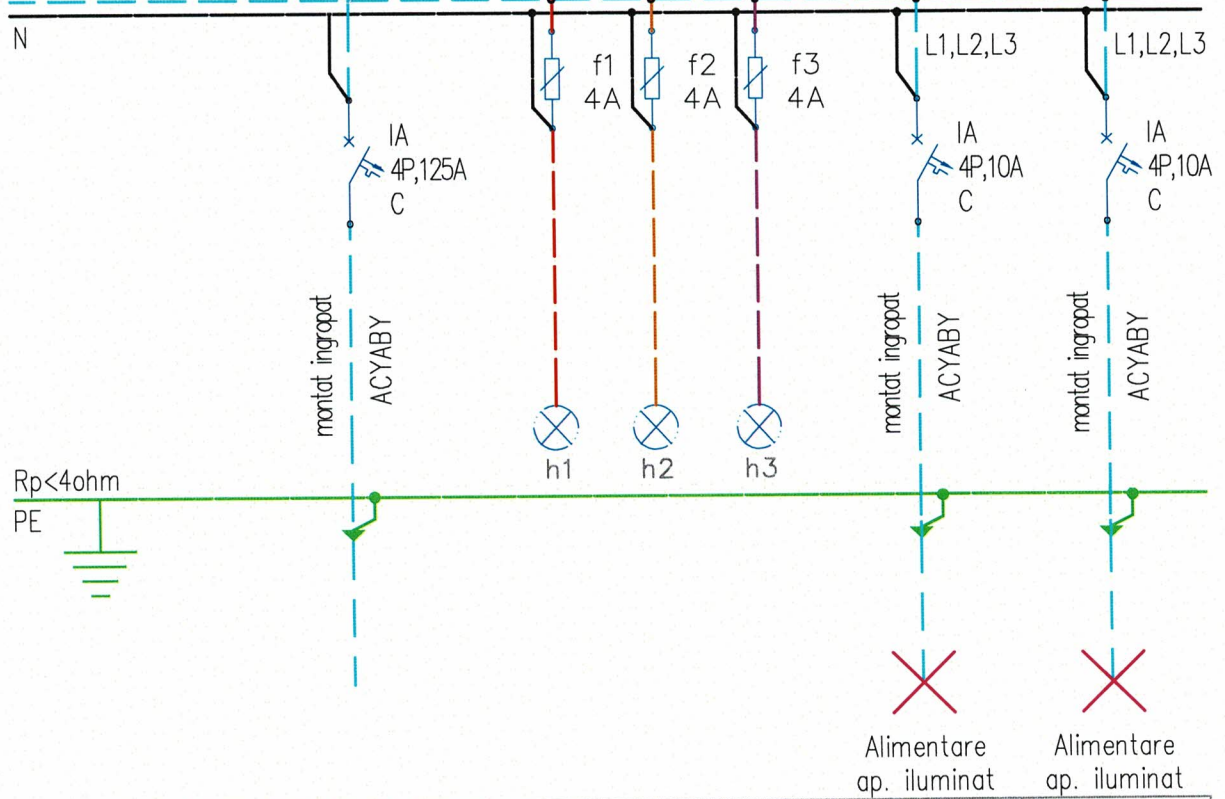 N
IA
4P,125A
C
montat ingropat
ACYABY
f1
4A
f2
4A
f3
4A
h1
h2
h3
L1,L2,L3
IA
4P,10A
C
montat ingropat
ACYABY
L1,L2,L3
IA
4P,10A
C
montat ingropat
ACYABY
Rp<4ohm
PE
Alimentare
ap. iluminat
Alimentare
ap. iluminat